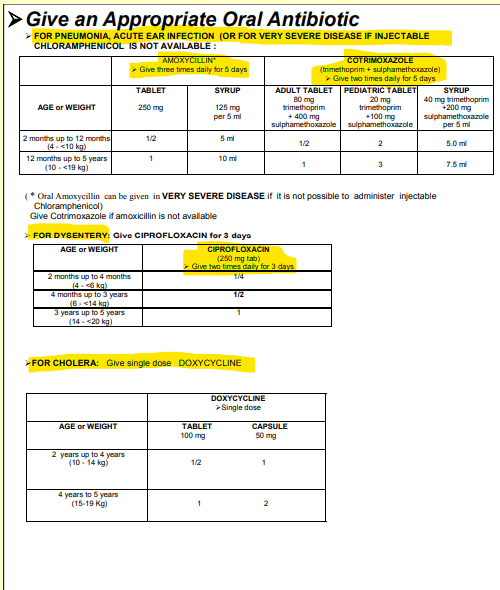 ➢ Give an Appropriate Oral Antibiotic
➢ FOR PNEUMONIA, ACUTE EAR INFECTION (OR FOR VERY SEVERE DISEASE IF INJECTABLE
CHLORAMPHENICOL IS NOT AVAILABLE :
AMOXYCILLIN*
➢ Give three times daily for 5 days
COTRIMOXAZOLE
(trimethoprim + sulphamethoxazole)
➢ Give two times daily for 5 days
AGE or WEIGHT
TABLET
250 mg
SYRUP
125 mg
per 5 ml
ADULT TABLET
80 mg
trimethoprim
+ 400 mg
sulphamethoxazole
PEDIATRIC TABLET
20 mg
trimethoprim
+100 mg
sulphamethoxazole
SYRUP
40 mg trimethoprim
+200 mg
sulphamethoxazole
per 5 ml
2 months up to 12 months
(4 - <10 kg)
1/2
5 ml
1/2
2
5.0 ml
12 months up to 5 years
(10 - <19 kg)
1
10 ml
1
3
7.5 ml
( * Oral Amoxycillin can be given in VERY SEVERE DISEASE if it is not possible to administer injectable
Chloramphenicol)
Give Cotrimoxazole if amoxicillin is not available
➢ FOR DYSENTERY: Give CIPROFLOXACIN for 3 days
AGE or WEIGHT
CIPROFLOXACIN
(250 mg tab)
➢ Give two times daily for 3 days
2 months up to 4 months
(4 - <6 kg)
1/4
4 months up to 3 years
(6 - <14 kg)
1/2
3 years up to 5 years
(14 - <20 kg)
1
➢FOR CHOLERA: Give single dose DOXYCYCLINE
DOXYCYCLINE
➢Single dose
AGE or WEIGHT
TABLET
100 mg
CAPSULE
50 mg
2 years up to 4 years
(10 - 14 kg)
1/2
1
4 years to 5 years
(15-19 Kg)
1
2